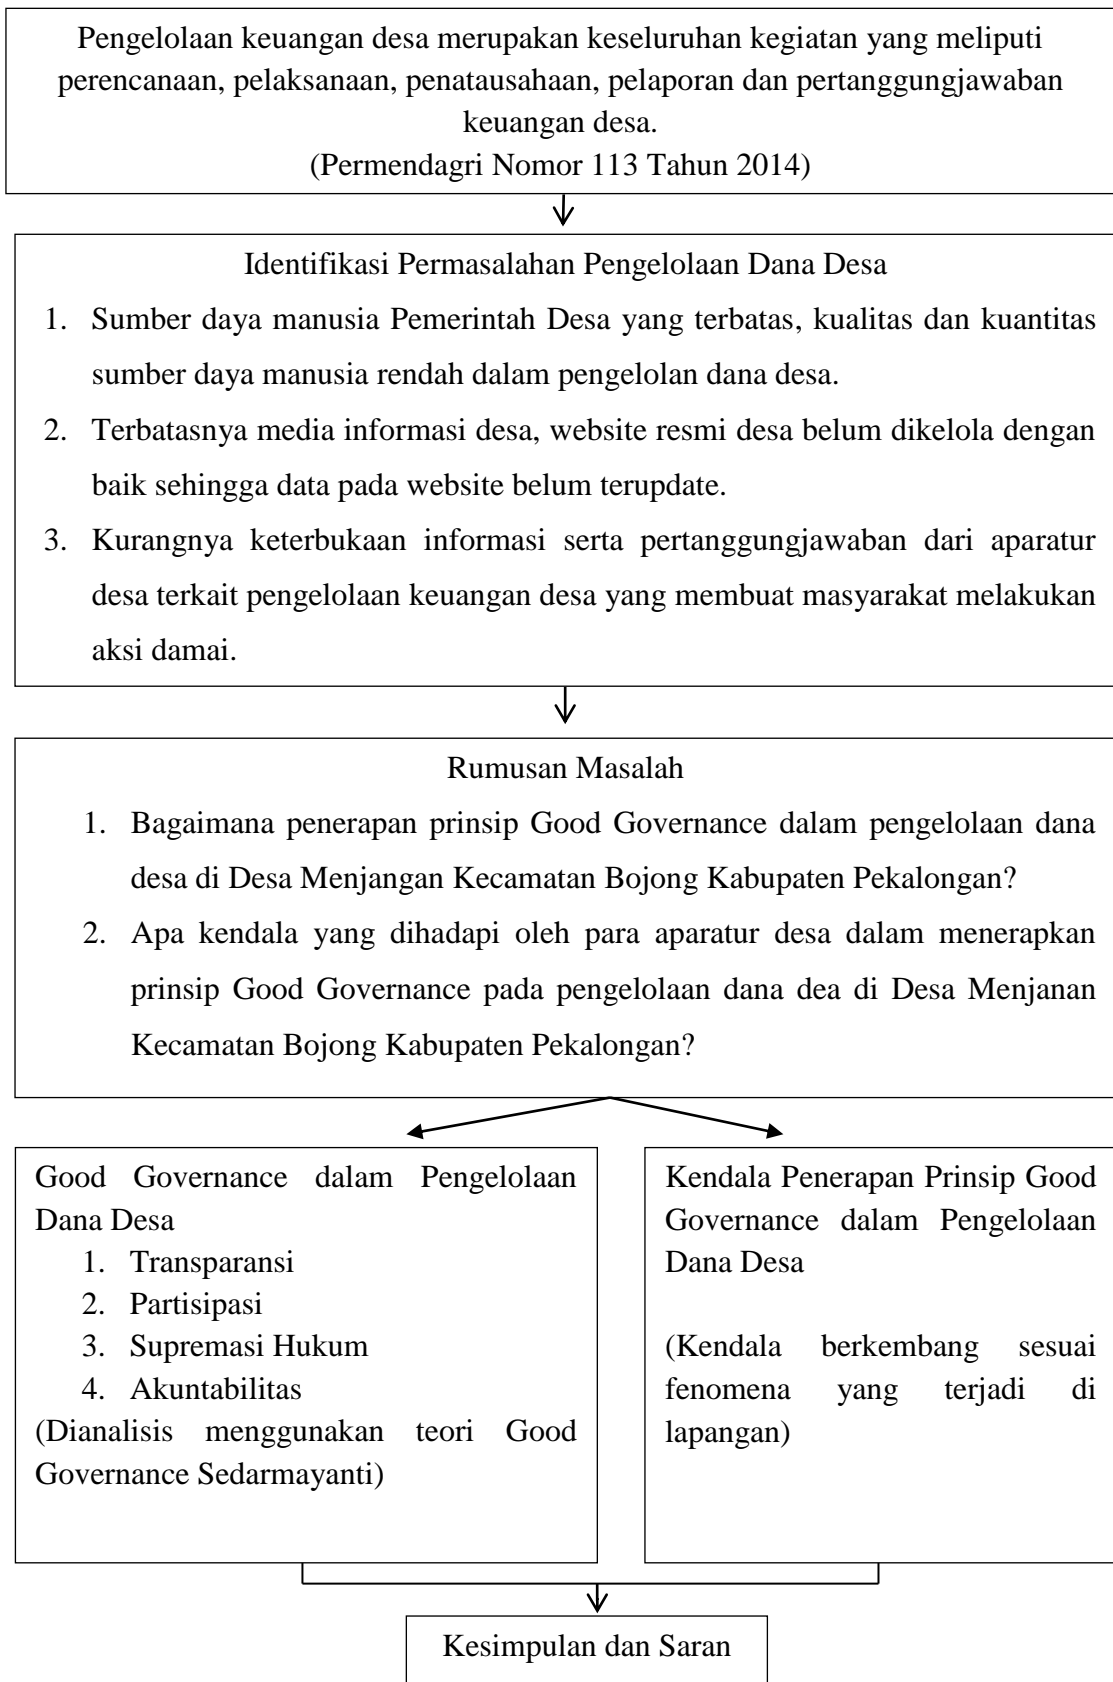 Pengelolaan keuangan desa merupakan keseluruhan kegiatan yang meliputi
perencanaan, pelaksanaan, penatausahaan, pelaporan dan pertanggungjawaban
keuangan desa.
(Permendagri Nomor 113 Tahun 2014)
Identifikasi Permasalahan Pengelolaan Dana Desa
1. Sumber daya manusia Pemerintah Desa yang terbatas, kualitas dan kuantitas
sumber daya manusia rendah dalam pengelolan dana desa.
2. Terbatasnya media informasi desa, website resmi desa belum dikelola dengan
baik sehingga data pada website belum terupdate.
3. Kurangnya keterbukaan informasi serta pertanggungjawaban dari aparatur
desa terkait pengelolaan keuangan desa yang membuat masyarakat melakukan
aksi damai.
Rumusan Masalah
1. Bagaimana penerapan prinsip Good Governance dalam pengelolaan dana
desa di Desa Menjangan Kecamatan Bojong Kabupaten Pekalongan?
2. Apa kendala yang dihadapi oleh para aparatur desa dalam menerapkan
prinsip Good Governance pada pengelolaan dana dea di Desa Menjanan
Kecamatan Bojong Kabupaten Pekalongan?
Good Governance dalam Pengelolaan
Dana Desa
1. Transparansi
2. Partisipasi
3. Supremasi Hukum
4. Akuntabilitas
(Dianalisis menggunakan teori Good
Governance Sedarmayanti)
Kendala Penerapan Prinsip Good
Governance dalam Pengelolaan
Dana Desa
(Kendala berkembang sesuai
fenomena yang terjadi di
lapangan)
Kesimpulan dan Saran